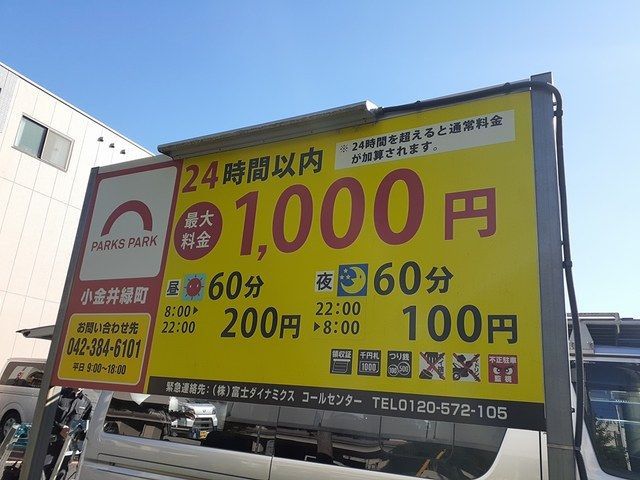 ※ 24時間を超えると通常料金
が加算されます。
24時間以内
最大
料金
1,000円
PARKS PARK
小金井緑町
お問い合わせ先
042-384-6101
平日 9:00~18:00
昼
60分
8:00▶
22:00
200円
夜
60分
22:00
▶8:00
100円
領収証
千円札
1000
つり銭
100
500
不正駐車
監視
緊急連絡先:(株)富士ダイナミクス コールセンター TEL0120-572-105